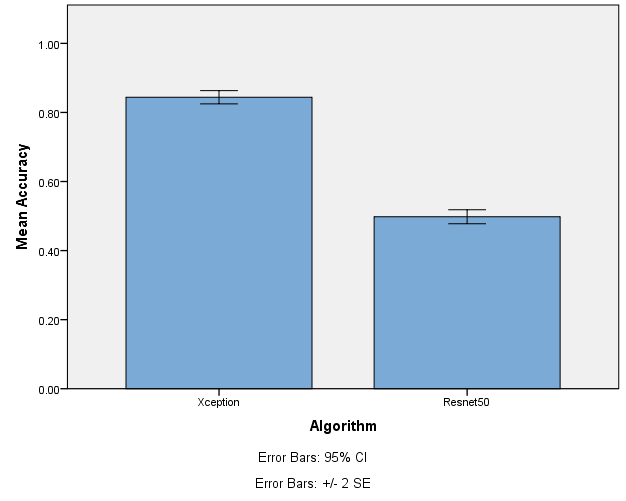 Mean Accuracy
1.00
0.80
0.60
0.40
0.20
0.00
Xception
Resnet50
Algorithm
Error Bars: 95% CI
Error Bars: +/- 2 SE